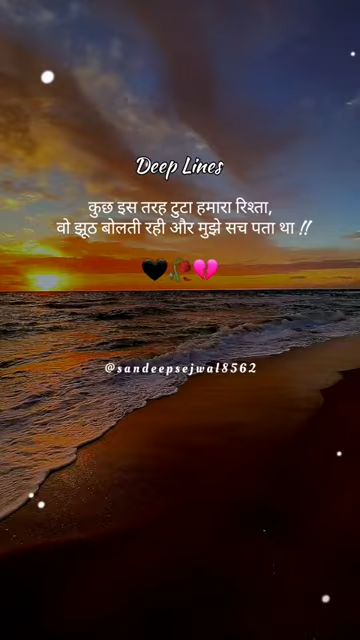 Deep Lines
कुछ इस तरह टुटा हमारा रिश्ता,
वो झूठ बोलती रही और मुझे सच पता था !!
🖤🥀💔
@sandeepsejwal8562